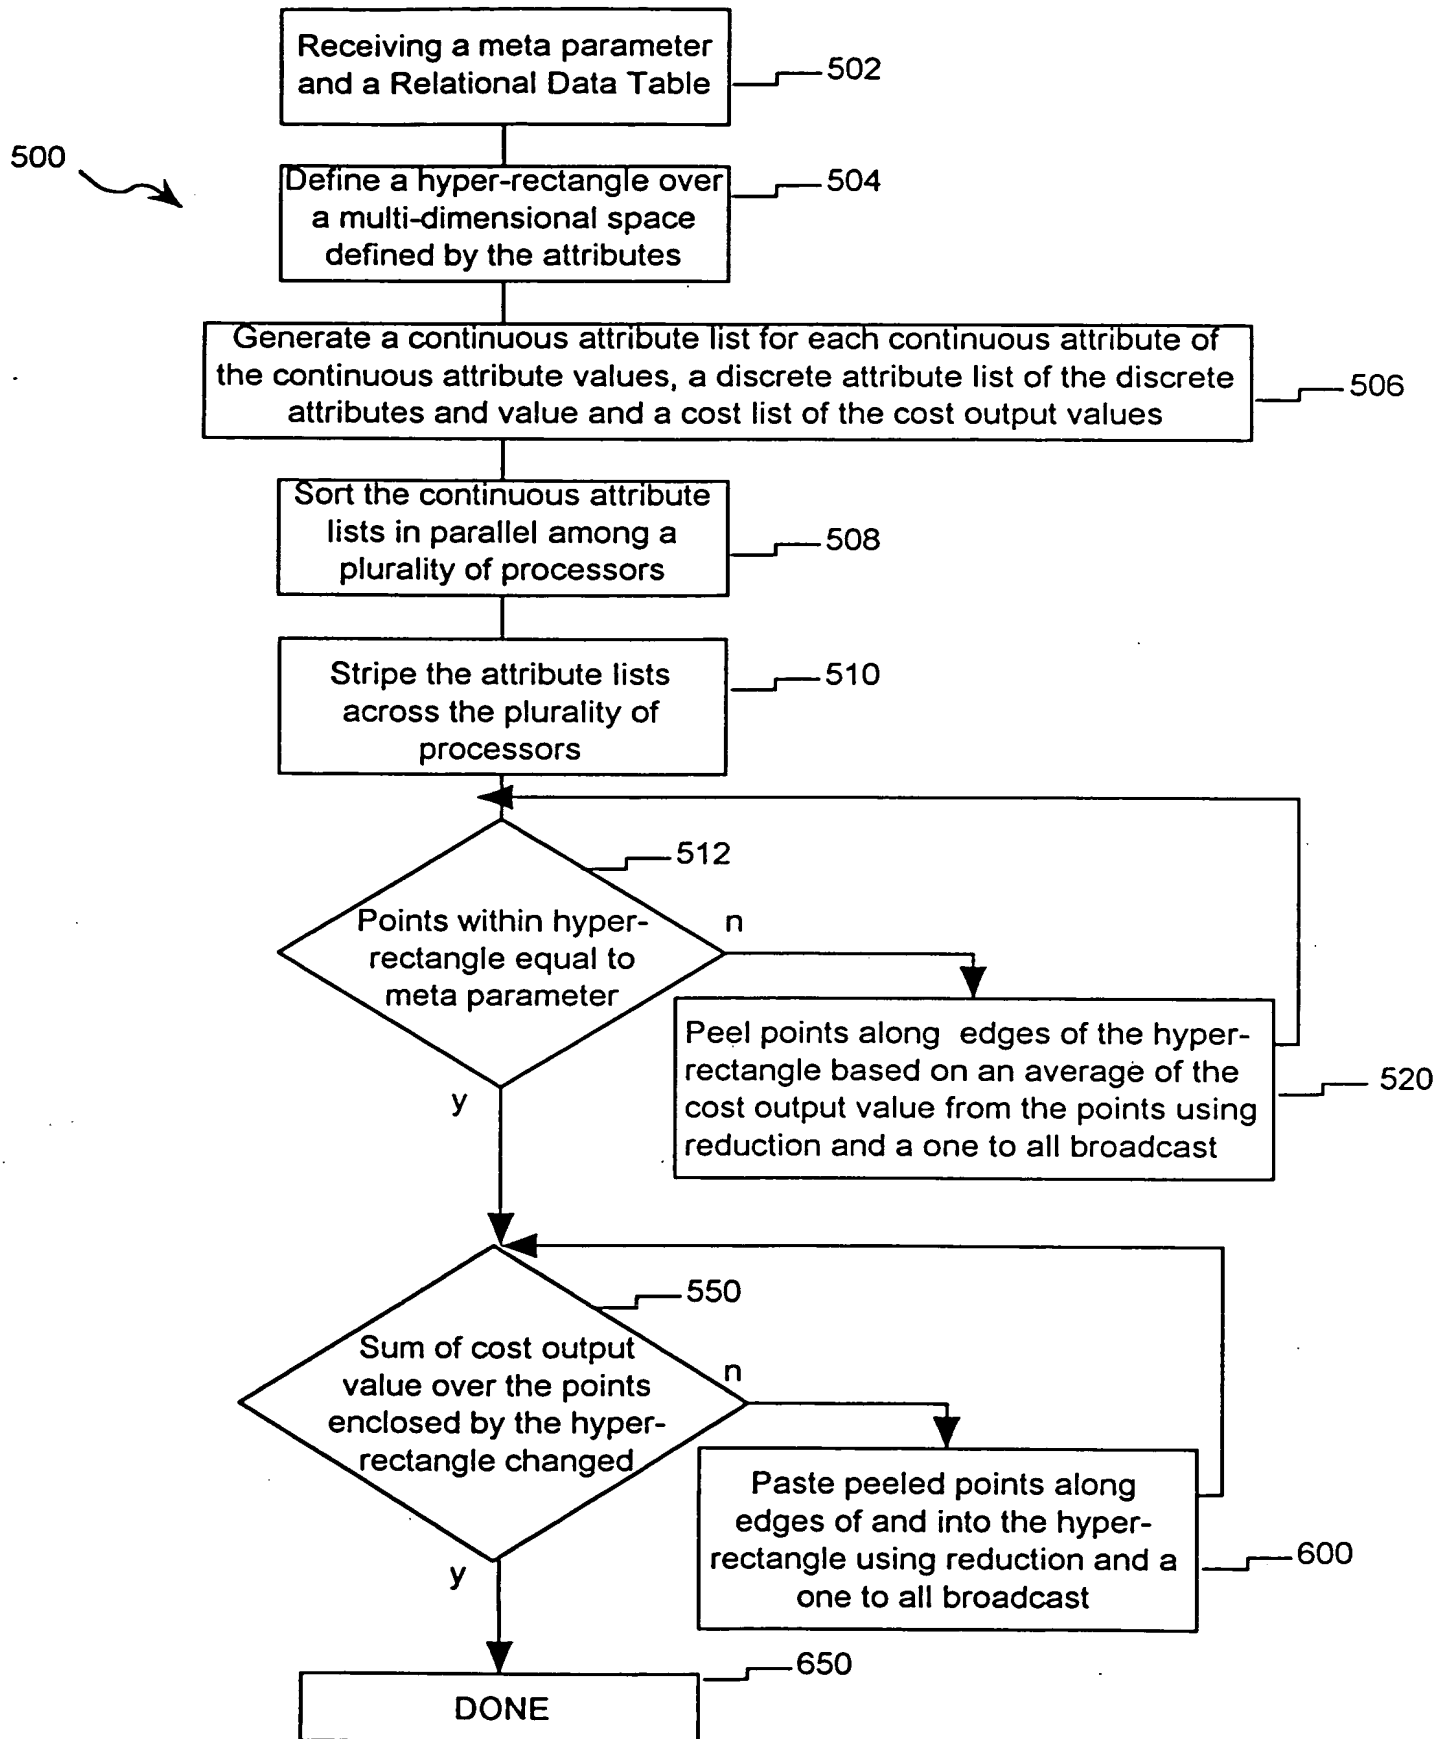 Receiving a meta parameter
and a Relational Data Table
502
500
Define a hyper-rectangle over
a multi-dimensional space
defined by the attributes
504
Generate a continuous attribute list for each continuous attribute of
the continuous attribute values, a discrete attribute list of the discrete
attributes and value and a cost list of the cost output values
506
Sort the continuous attribute
lists in parallel among a
plurality of processors
508
Stripe the attribute lists
across the plurality of
processors
510
512
Points within hyper-
rectangle equal to
meta parameter
n
y
Peel points along edges of the hyper-
rectangle based on an average of the
cost output value from the points using
reduction and a one to all broadcast
520
550
Sum of cost output
value over the points
enclosed by the hyper-
rectangle changed
n
y
Paste peeled points along
edges of and into the hyper-
rectangle using reduction and a
one to all broadcast
600
650
DONE